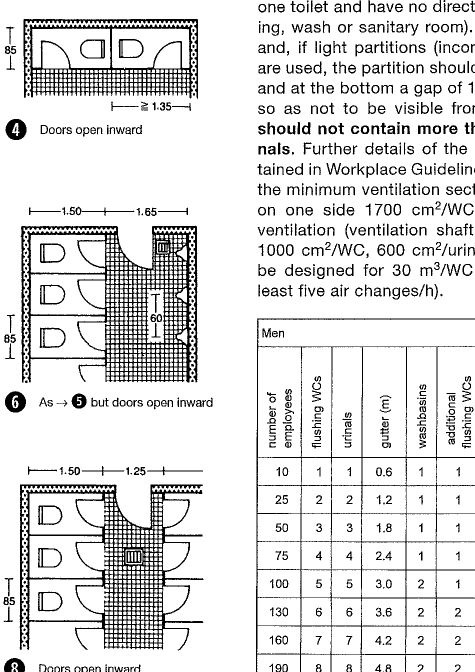 85
≧ 1.35
4 Doors open inward
1.50 1.65
60
85
6 As → 5 but doors open inward
1.50 1.25
85
8 Doors open inward
one toilet and have no direct
ing, wash or sanitary room).
and, if light partitions (incor
are used, the partition should
and at the bottom a gap of 1
so as not to be visible from
should not contain more th
nals. Further details of the
tained in Workplace Guideline
the minimum ventilation sect
on one side 1700 cm²/WC
ventilation (ventilation shaft
1000 cm²/WC, 600 cm²/urin
be designed for 30 m³/WC
least five air changes/h).
Men
number of employees flushing WCs urinals gutter (m) washbasins additional flushing WCs
10 1 1 0.6 1 1
25 2 2 1.2 1 1
50 3 3 1.8 1 1
75 4 4 2.4 1 1
100 5 5 3.0 2 1
130 6 6 3.6 2 2
160 7 7 4.2 2 2
190 8 8 4.8 2 2